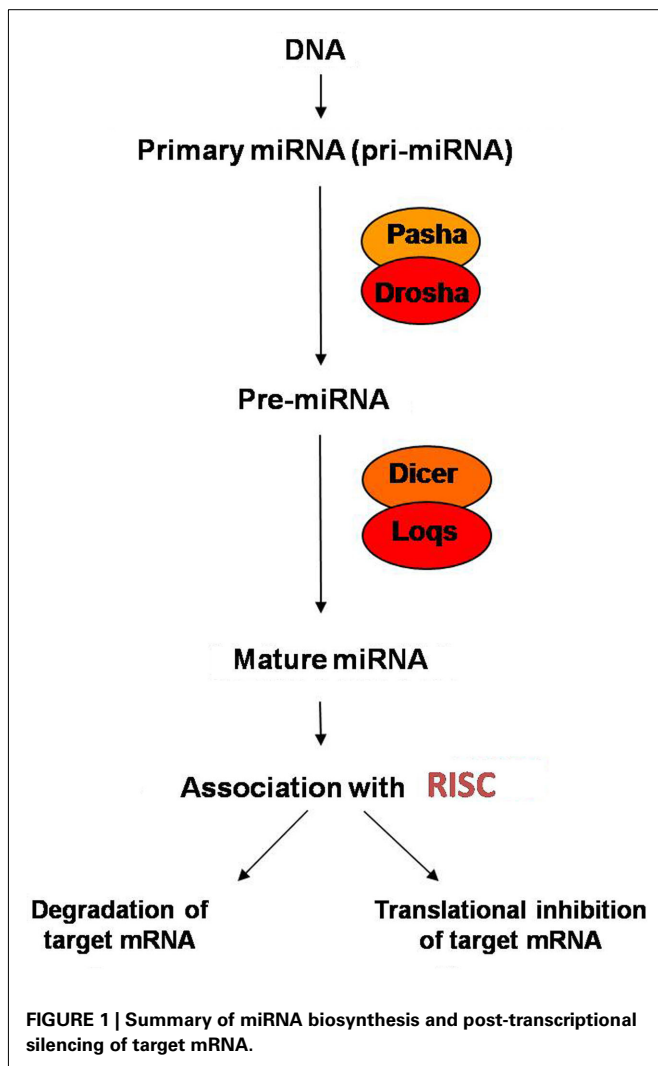 DNA
Primary miRNA (pri-miRNA)
Pasha
Drosha
Pre-miRNA
Dicer
Loqs
Mature miRNA
Association with RISC
Degradation of
target mRNA
Translational inhibition
of target mRNA
FIGURE 1 | Summary of miRNA biosynthesis and post-transcriptional
silencing of target mRNA.